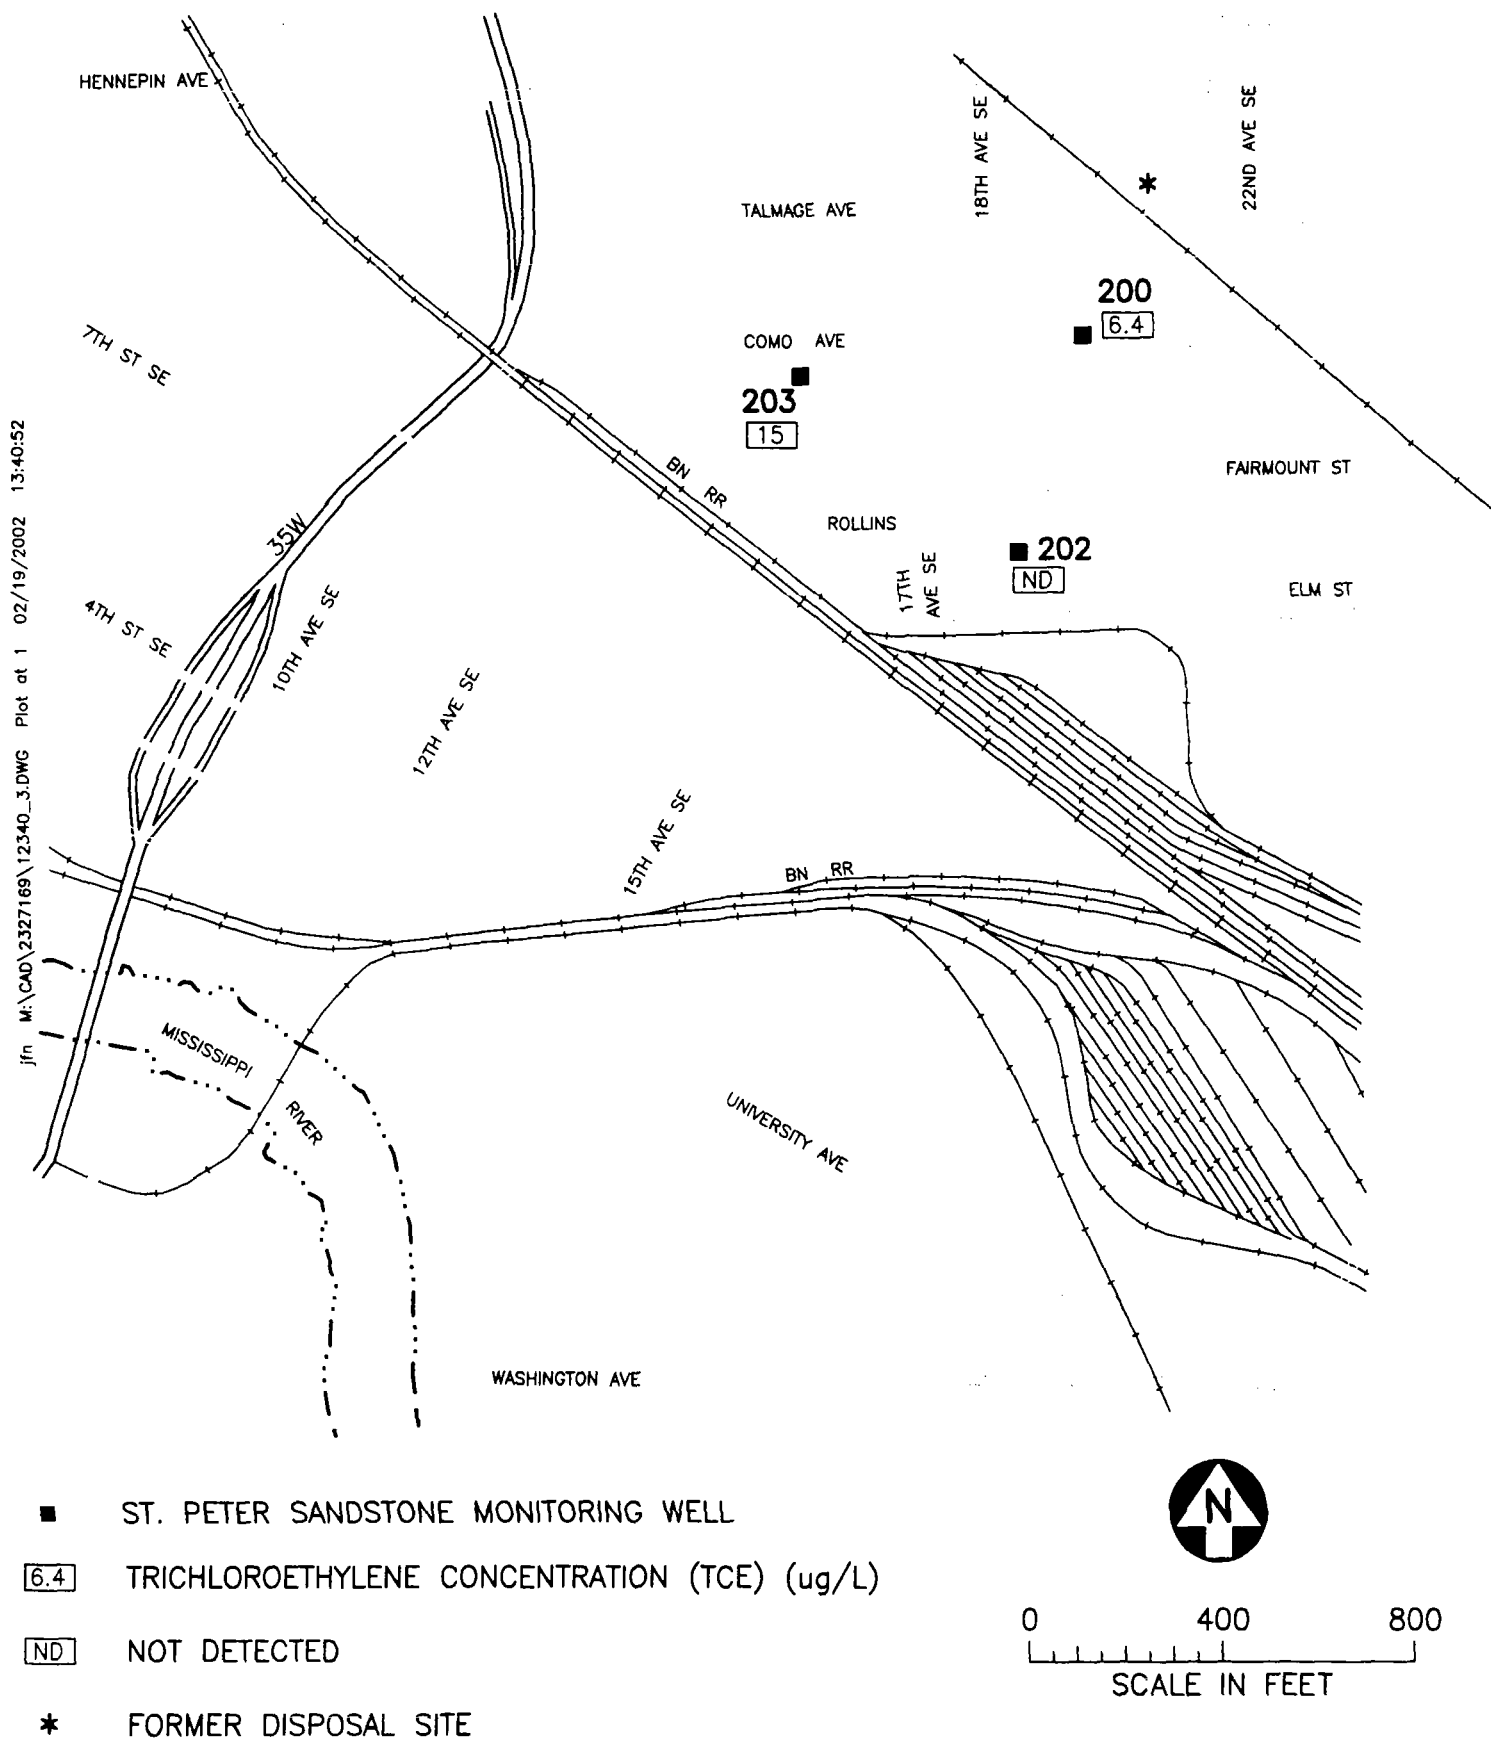 HENNEPIN AVE
18TH AVE SE
22ND AVE SE
TALMAGE AVE
200
6.4
7TH ST SE
COMO AVE
203
15
BN RR
FAIRMOUNT ST
ROLLINS
35W
202
ND
17TH
AVE SE
ELM ST
4TH ST SE
10TH AVE SE
12TH AVE SE
15TH AVE SE
BN RR
jfn M:\CAD\2327169\12340_3.DWG Plot at 1 02/19/2002 13:40:52
MISSISSIPPI
RIVER
UNIVERSITY AVE
WASHINGTON AVE
N
ST. PETER SANDSTONE MONITORING WELL
6.4 TRICHLOROETHYLENE CONCENTRATION (TCE) (ug/L)
ND NOT DETECTED
FORMER DISPOSAL SITE
0 400 800
SCALE IN FEET